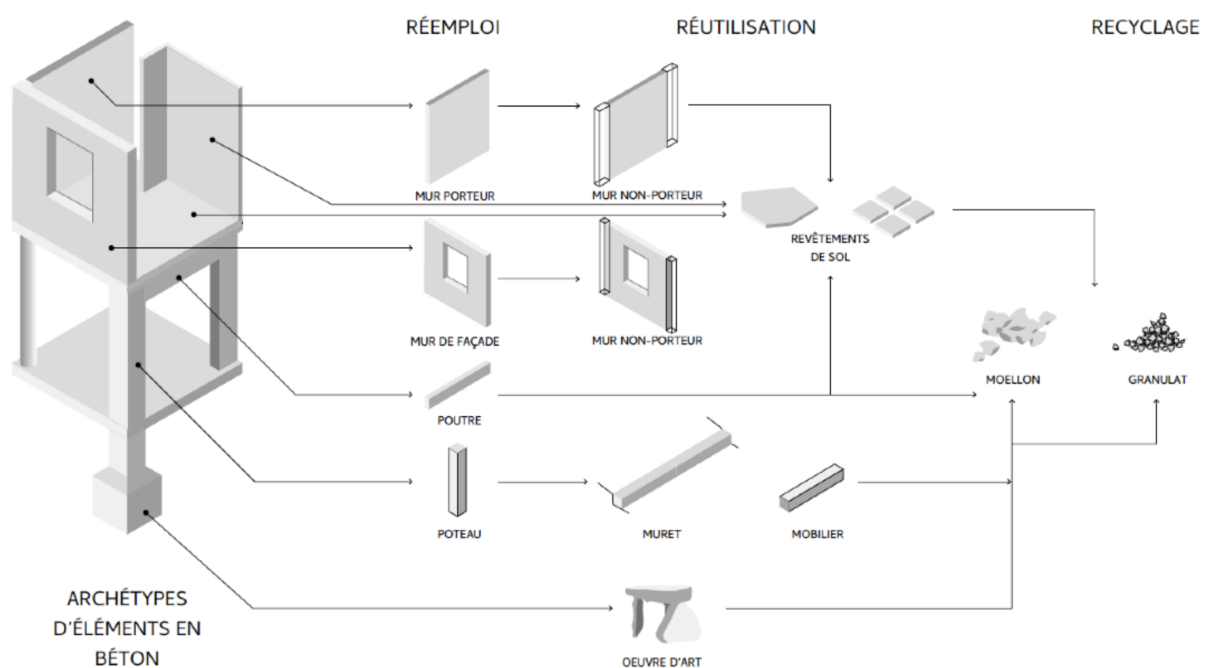 RÉEMPLOI
RÉUTILISATION
RECYCLAGE
MUR PORTEUR
MUR NON-PORTEUR
REVÊTEMENTS
DE SOL
MUR DE FAÇADE
MUR NON-PORTEUR
MOELLON
GRANULAT
POUTRE
POTEAU
MURET
MOBILIER
ARCHÉTYPES
D'ÉLÉMENTS EN
BÉTON
OEUVRE D'ART